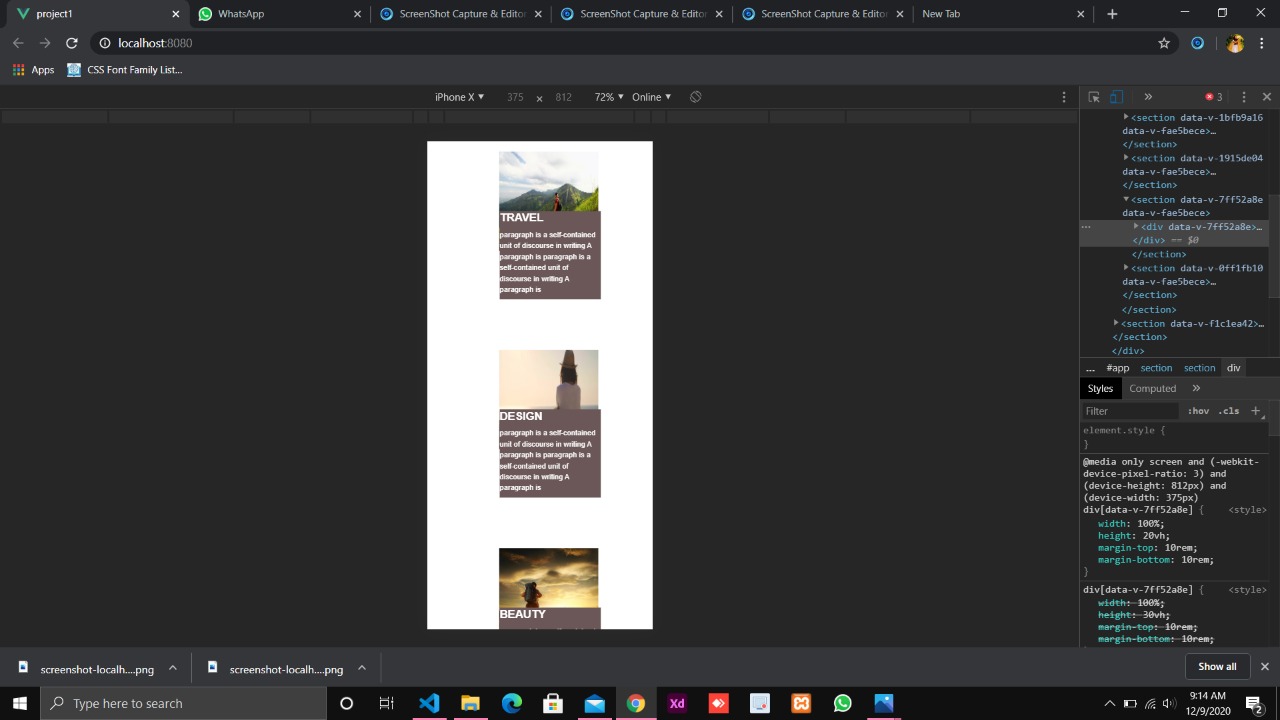 project1
WhatsApp
ScreenShot Capture & Editor
ScreenShot Capture & Editor
ScreenShot Capture & Editor
New Tab
localhost:8080
Apps
CSS Font Family List...
iPhone X ▼ 375 × 812 72% ▼ Online ▼
3
TRAVEL
paragraph is a self-contained
unit of discourse in writing A
paragraph is paragraph is a
self-contained unit of
discourse in writing A
paragraph is
DESIGN
paragraph is a self-contained
unit of discourse in writing A
paragraph is paragraph is a
self-contained unit of
discourse in writing A
paragraph is
BEAUTY
<section data-v-1bfb9a16
data-v-fae5bece>…
</section>
<section data-v-1915de04
data-v-fae5bece>…
</section>
<section data-v-7ff52a8e
data-v-fae5bece>
<div data-v-7ff52a8e>…
</div> == $0
</section>
<section data-v-0ff1fb10
data-v-fae5bece>…
</section>
</section>
<section data-v-f1c1ea42>…
</section>
</div>
... #app section section div
Styles Computed »
Filter :hov .cls +
element.style {
}
@media only screen and (-webkit-
device-pixel-ratio: 3) and
(device-height: 812px) and
(device-width: 375px)
div[data-v-7ff52a8e] { <style>
width: 100%;
height: 20vh;
margin-top: 10rem;
margin-bottom: 10rem;
}
div[data-v-7ff52a8e] { <style>
width: 100%;
height: 30vh;
margin-top: 10rem;
margin-bottom: 10rem;
screenshot-localh....png
screenshot-localh....png
Show all
Type here to search
Xd
9:14 AM
12/9/2020
2